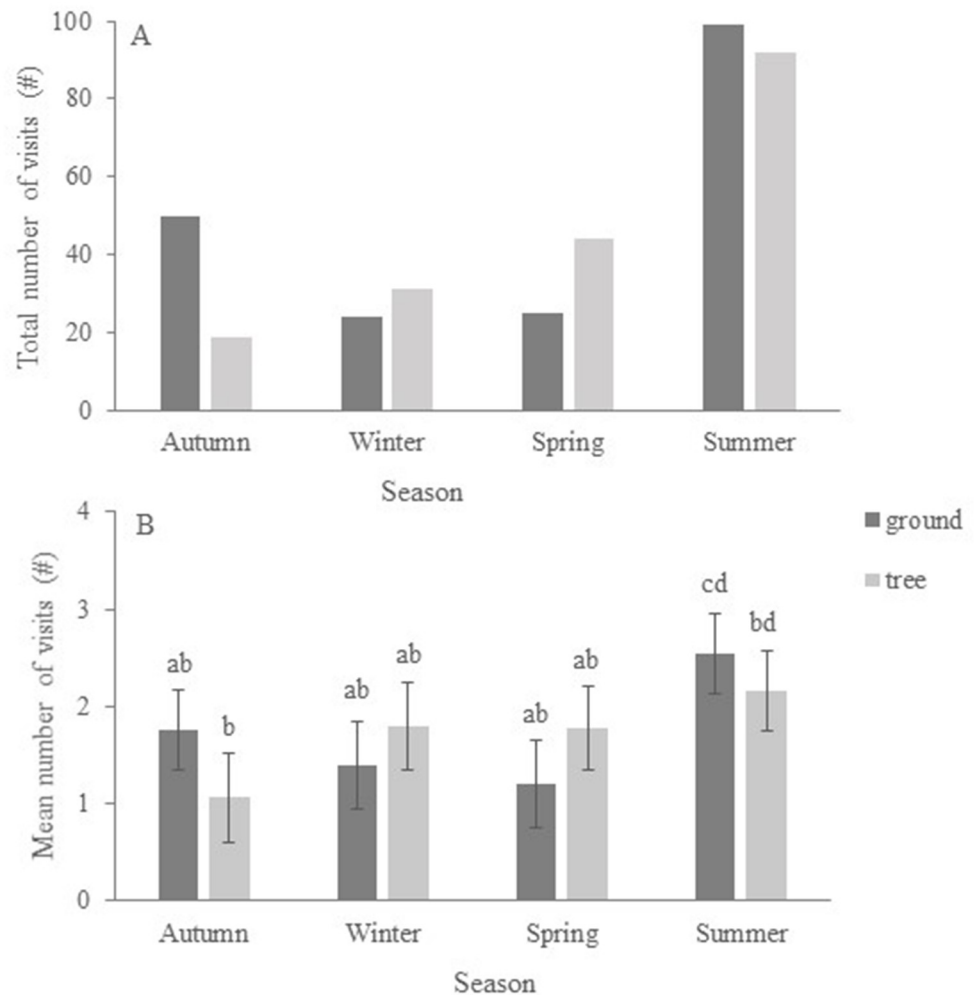 A
Total number of visits (#)
100
80
60
40
20
0
Autumn Winter Spring Summer
Season
B
Mean number of visits (#)
4
3
2
1
0
ab b ab ab ab ab cd bd
Autumn Winter Spring Summer
Season
ground
tree